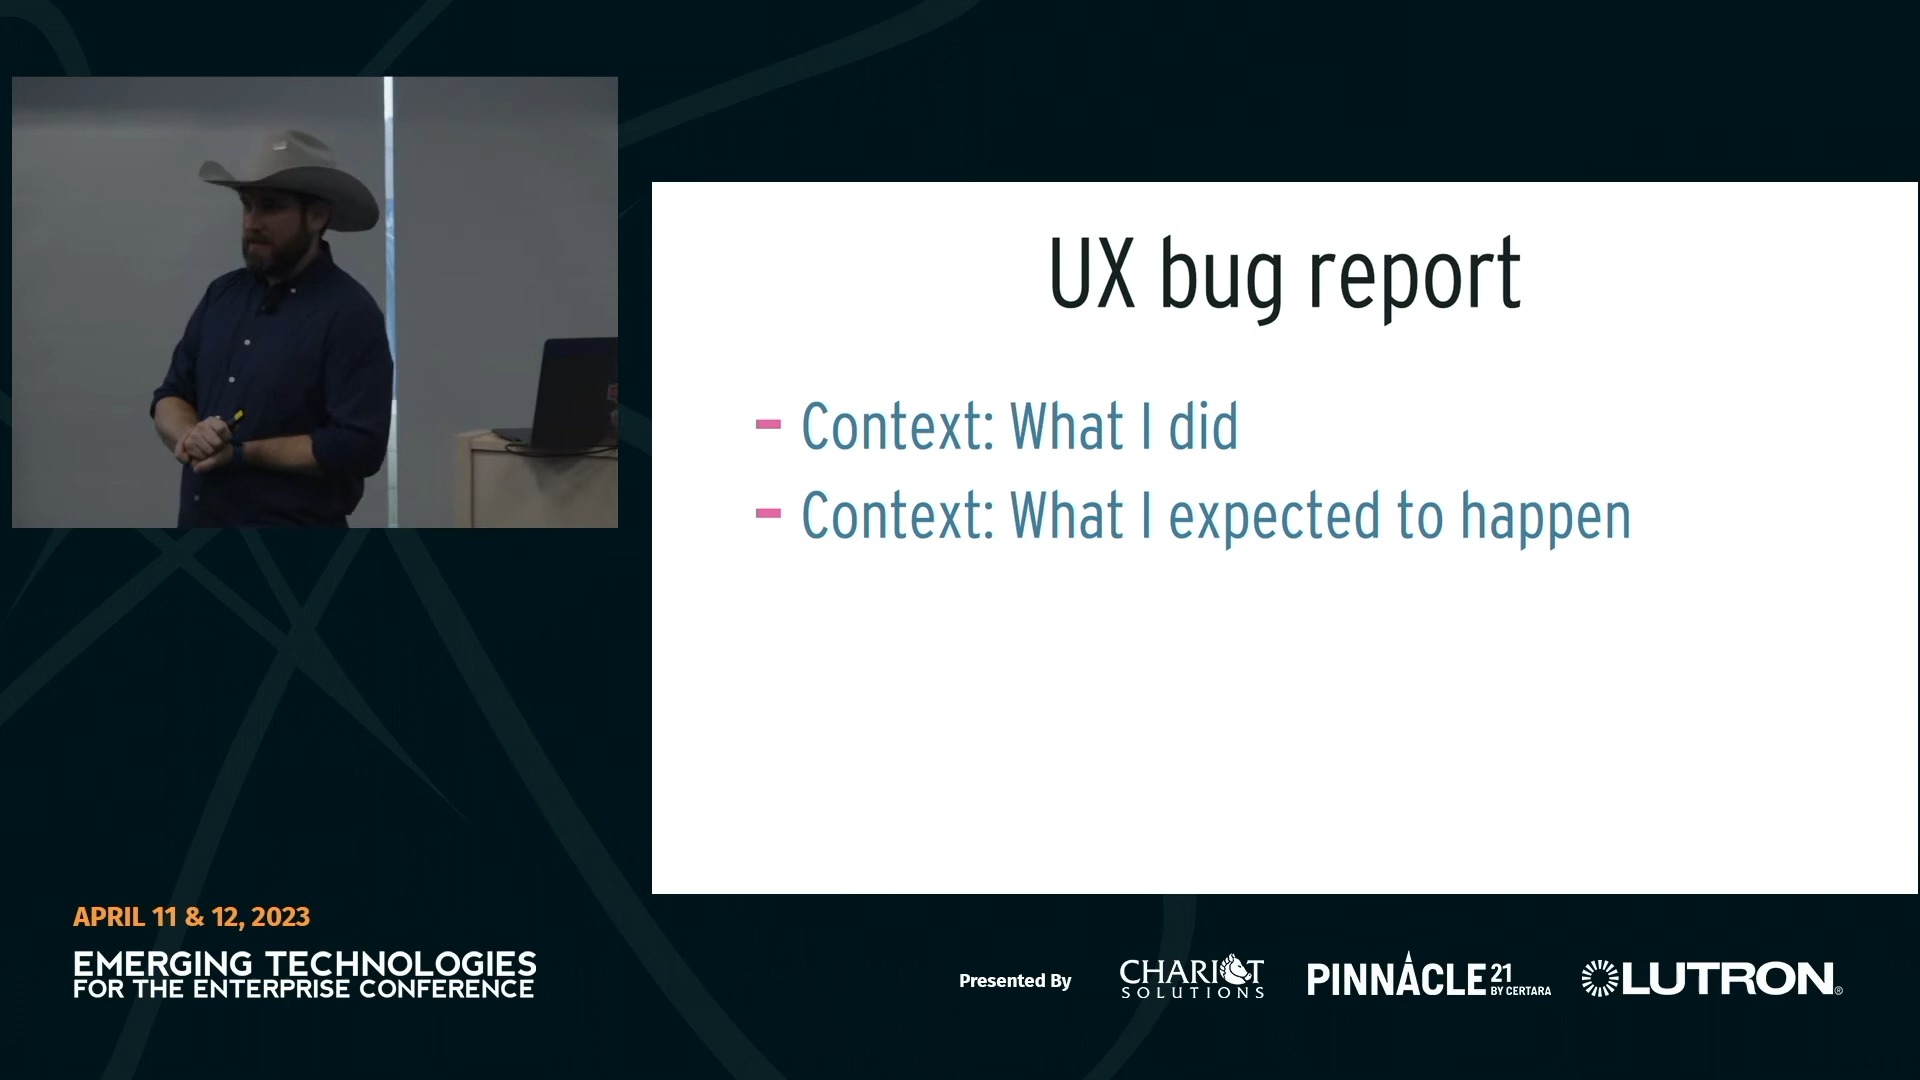 UX bug report
- Context: What I did
- Context: What I expected to happen
APRIL 11 & 12, 2023
EMERGING TECHNOLOGIES
FOR THE ENTERPRISE CONFERENCE
Presented By
CHARIOT
SOLUTIONS
PINNACLE 21
BY CERTARA
LUTRON®